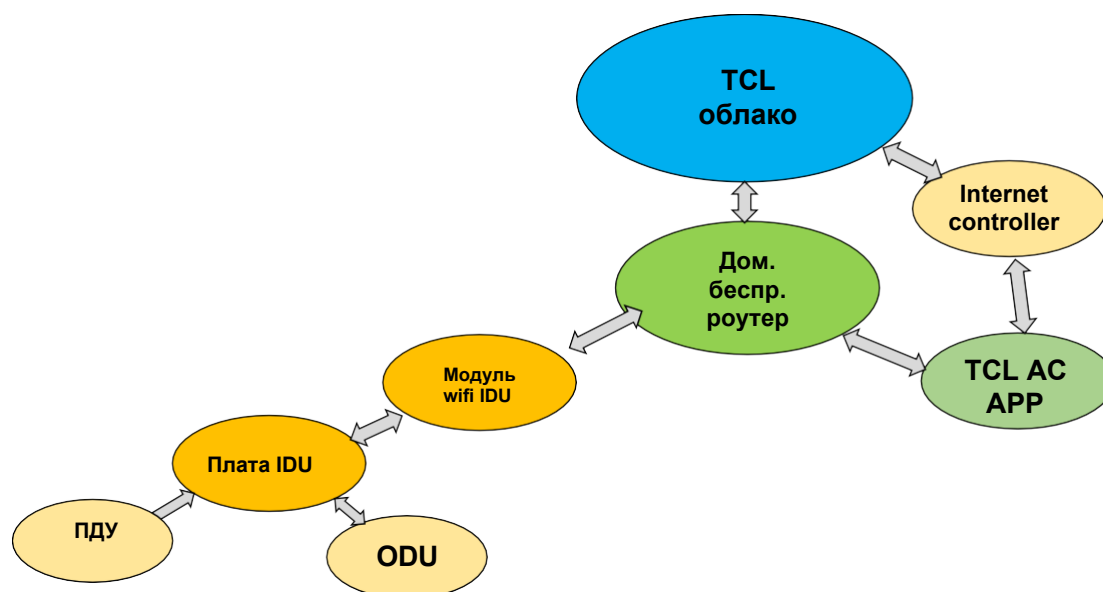 TCL
облако
Internet
controller
Дом.
беспр.
роутер
Модуль
wifi IDU
TCL AC
APP
Плата IDU
ПДУ
ODU